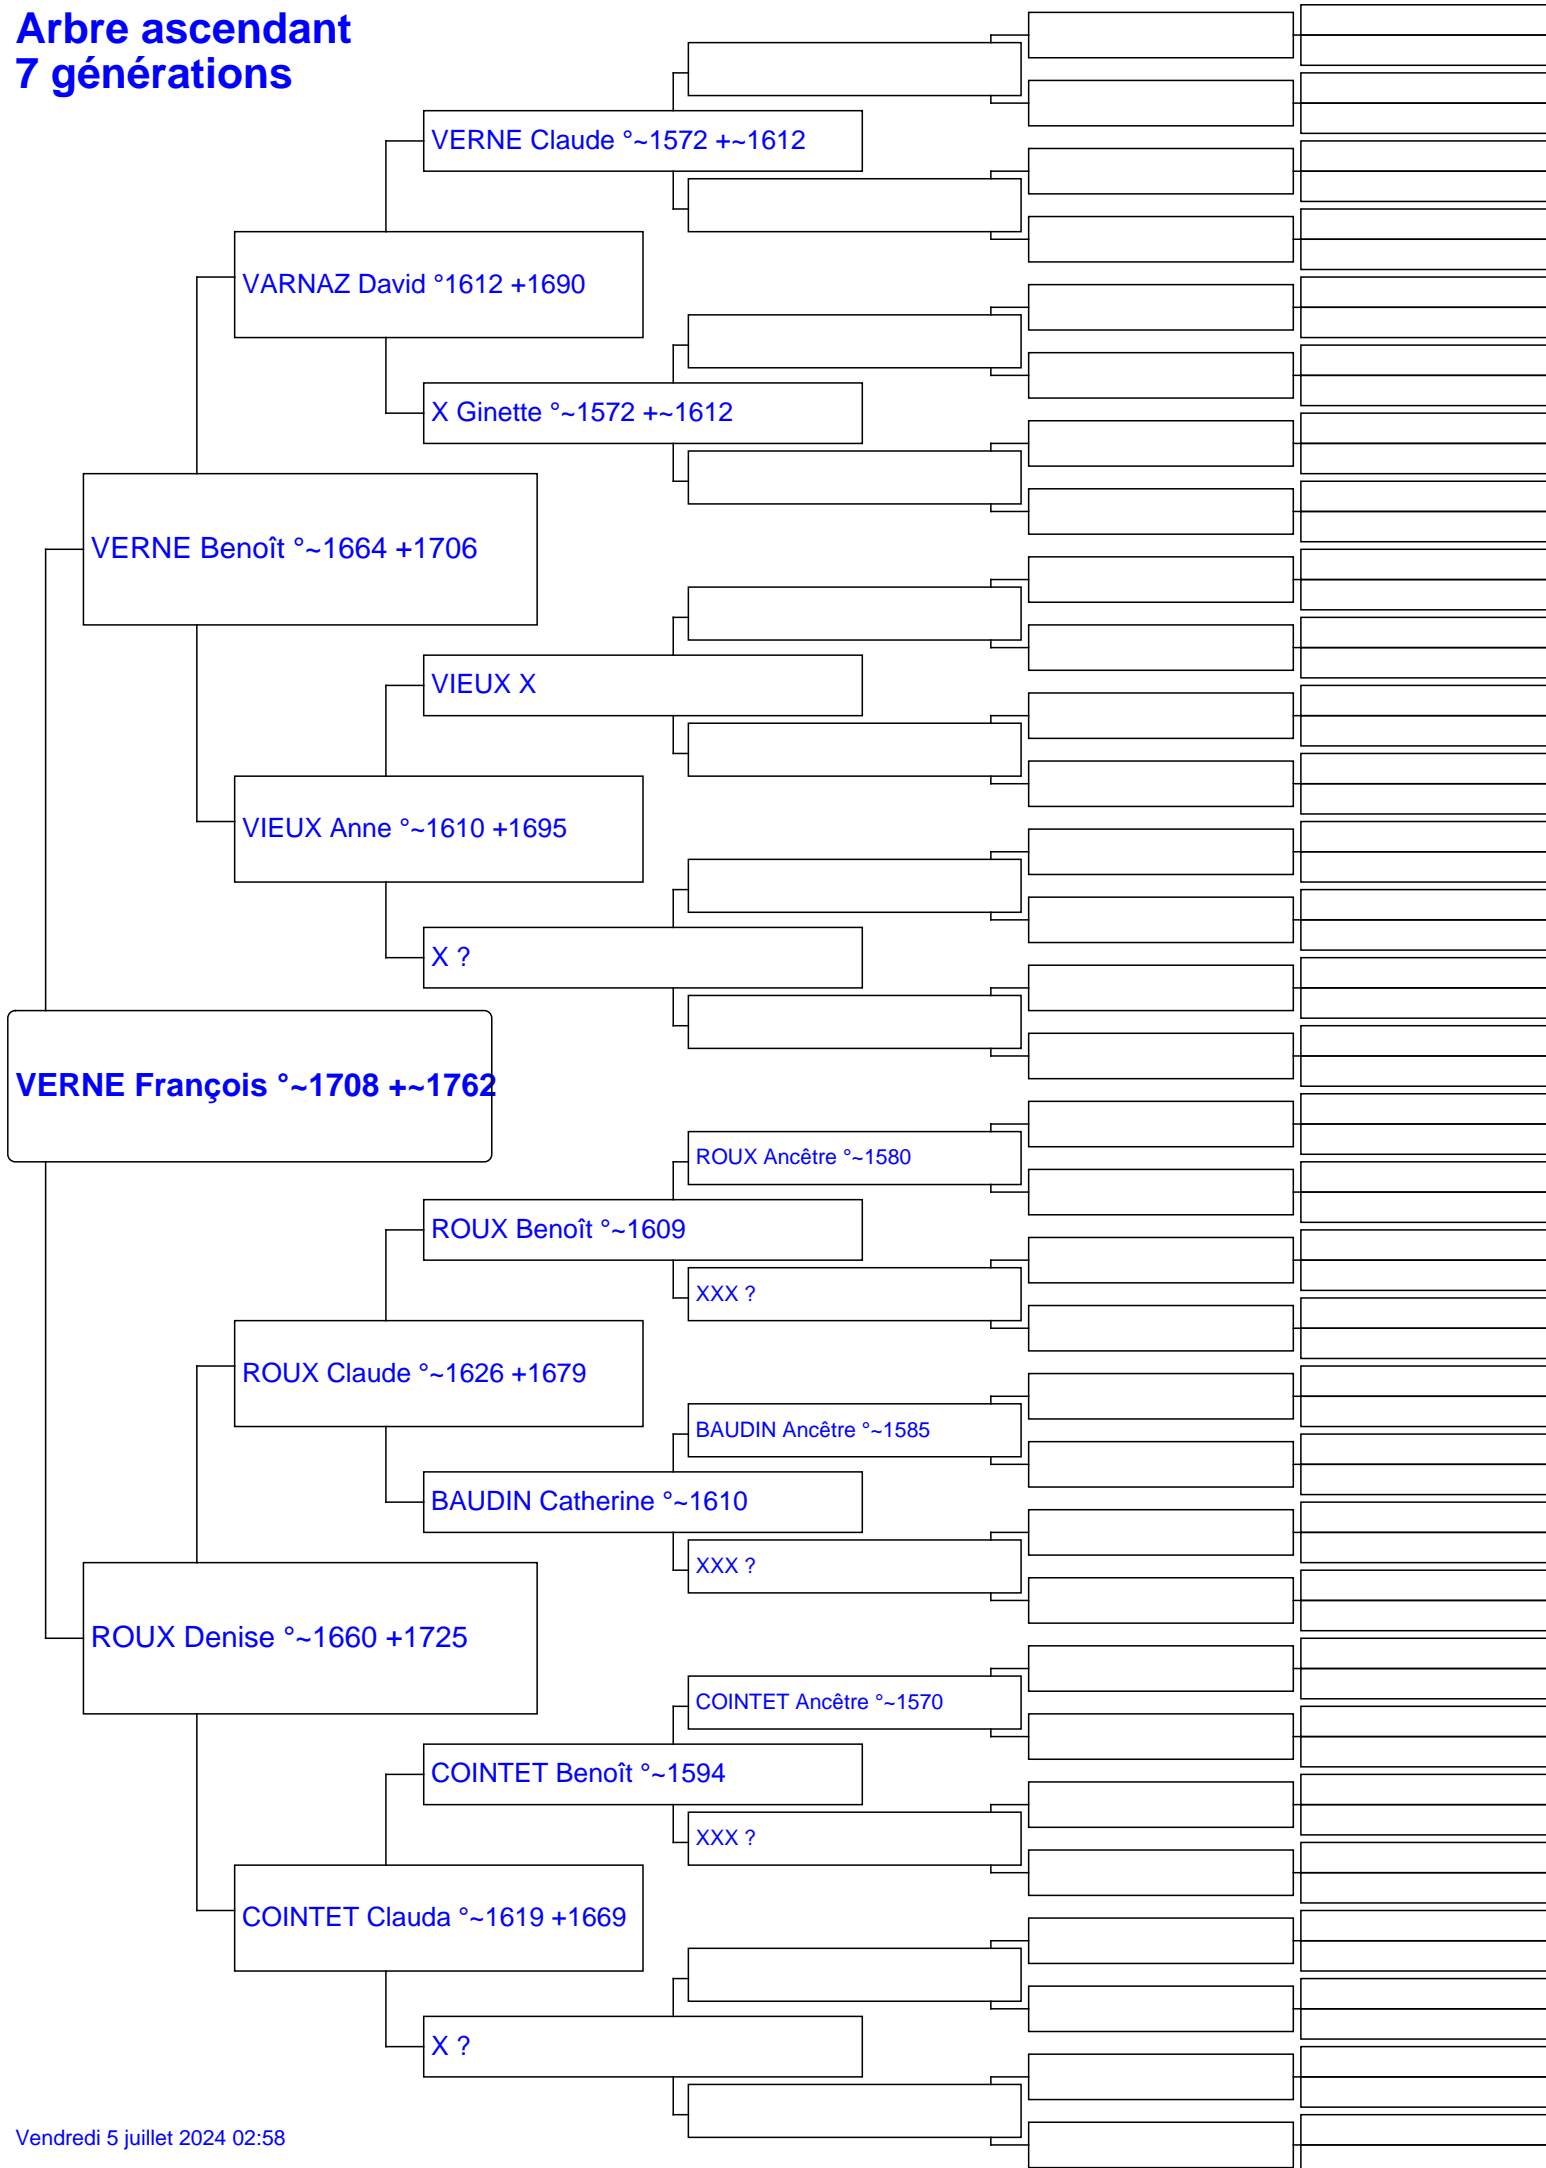 Arbre ascendant
7 générations
VERNE Claude °~1572 +~1612
VARNAZ David °1612 +1690
X Ginette °~1572 +~1612
VERNE Benoît °~1664 +1706
VIEUX X
VIEUX Anne °~1610 +1695
X ?
VERNE François °~1708 +~1762
ROUX Ancêtre °~1580
ROUX Benoît °~1609
XXX ?
ROUX Claude °~1626 +1679
BAUDIN Ancêtre °~1585
BAUDIN Catherine °~1610
XXX ?
ROUX Denise °~1660 +1725
COINTET Ancêtre °~1570
COINTET Benoît °~1594
XXX ?
COINTET Clauda °~1619 +1669
X ?
Vendredi 5 juillet 2024 02:58